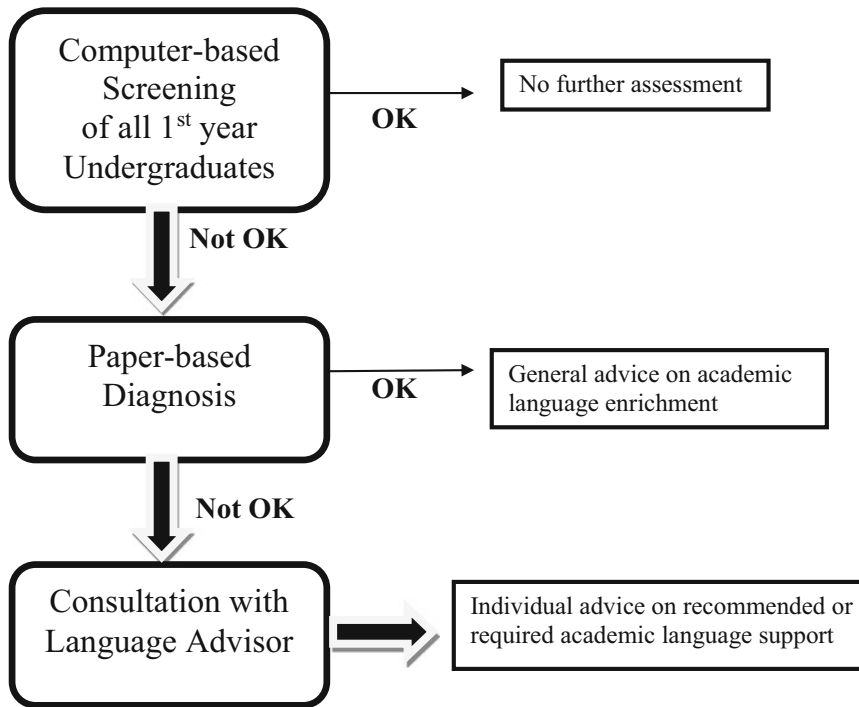 Computer-based
Screening
of all 1st year
Undergraduates
OK
No further assessment
Not OK
Paper-based
Diagnosis
OK
General advice on academic
language enrichment
Not OK
Consultation with
Language Advisor
Individual advice on recommended or
required academic language support